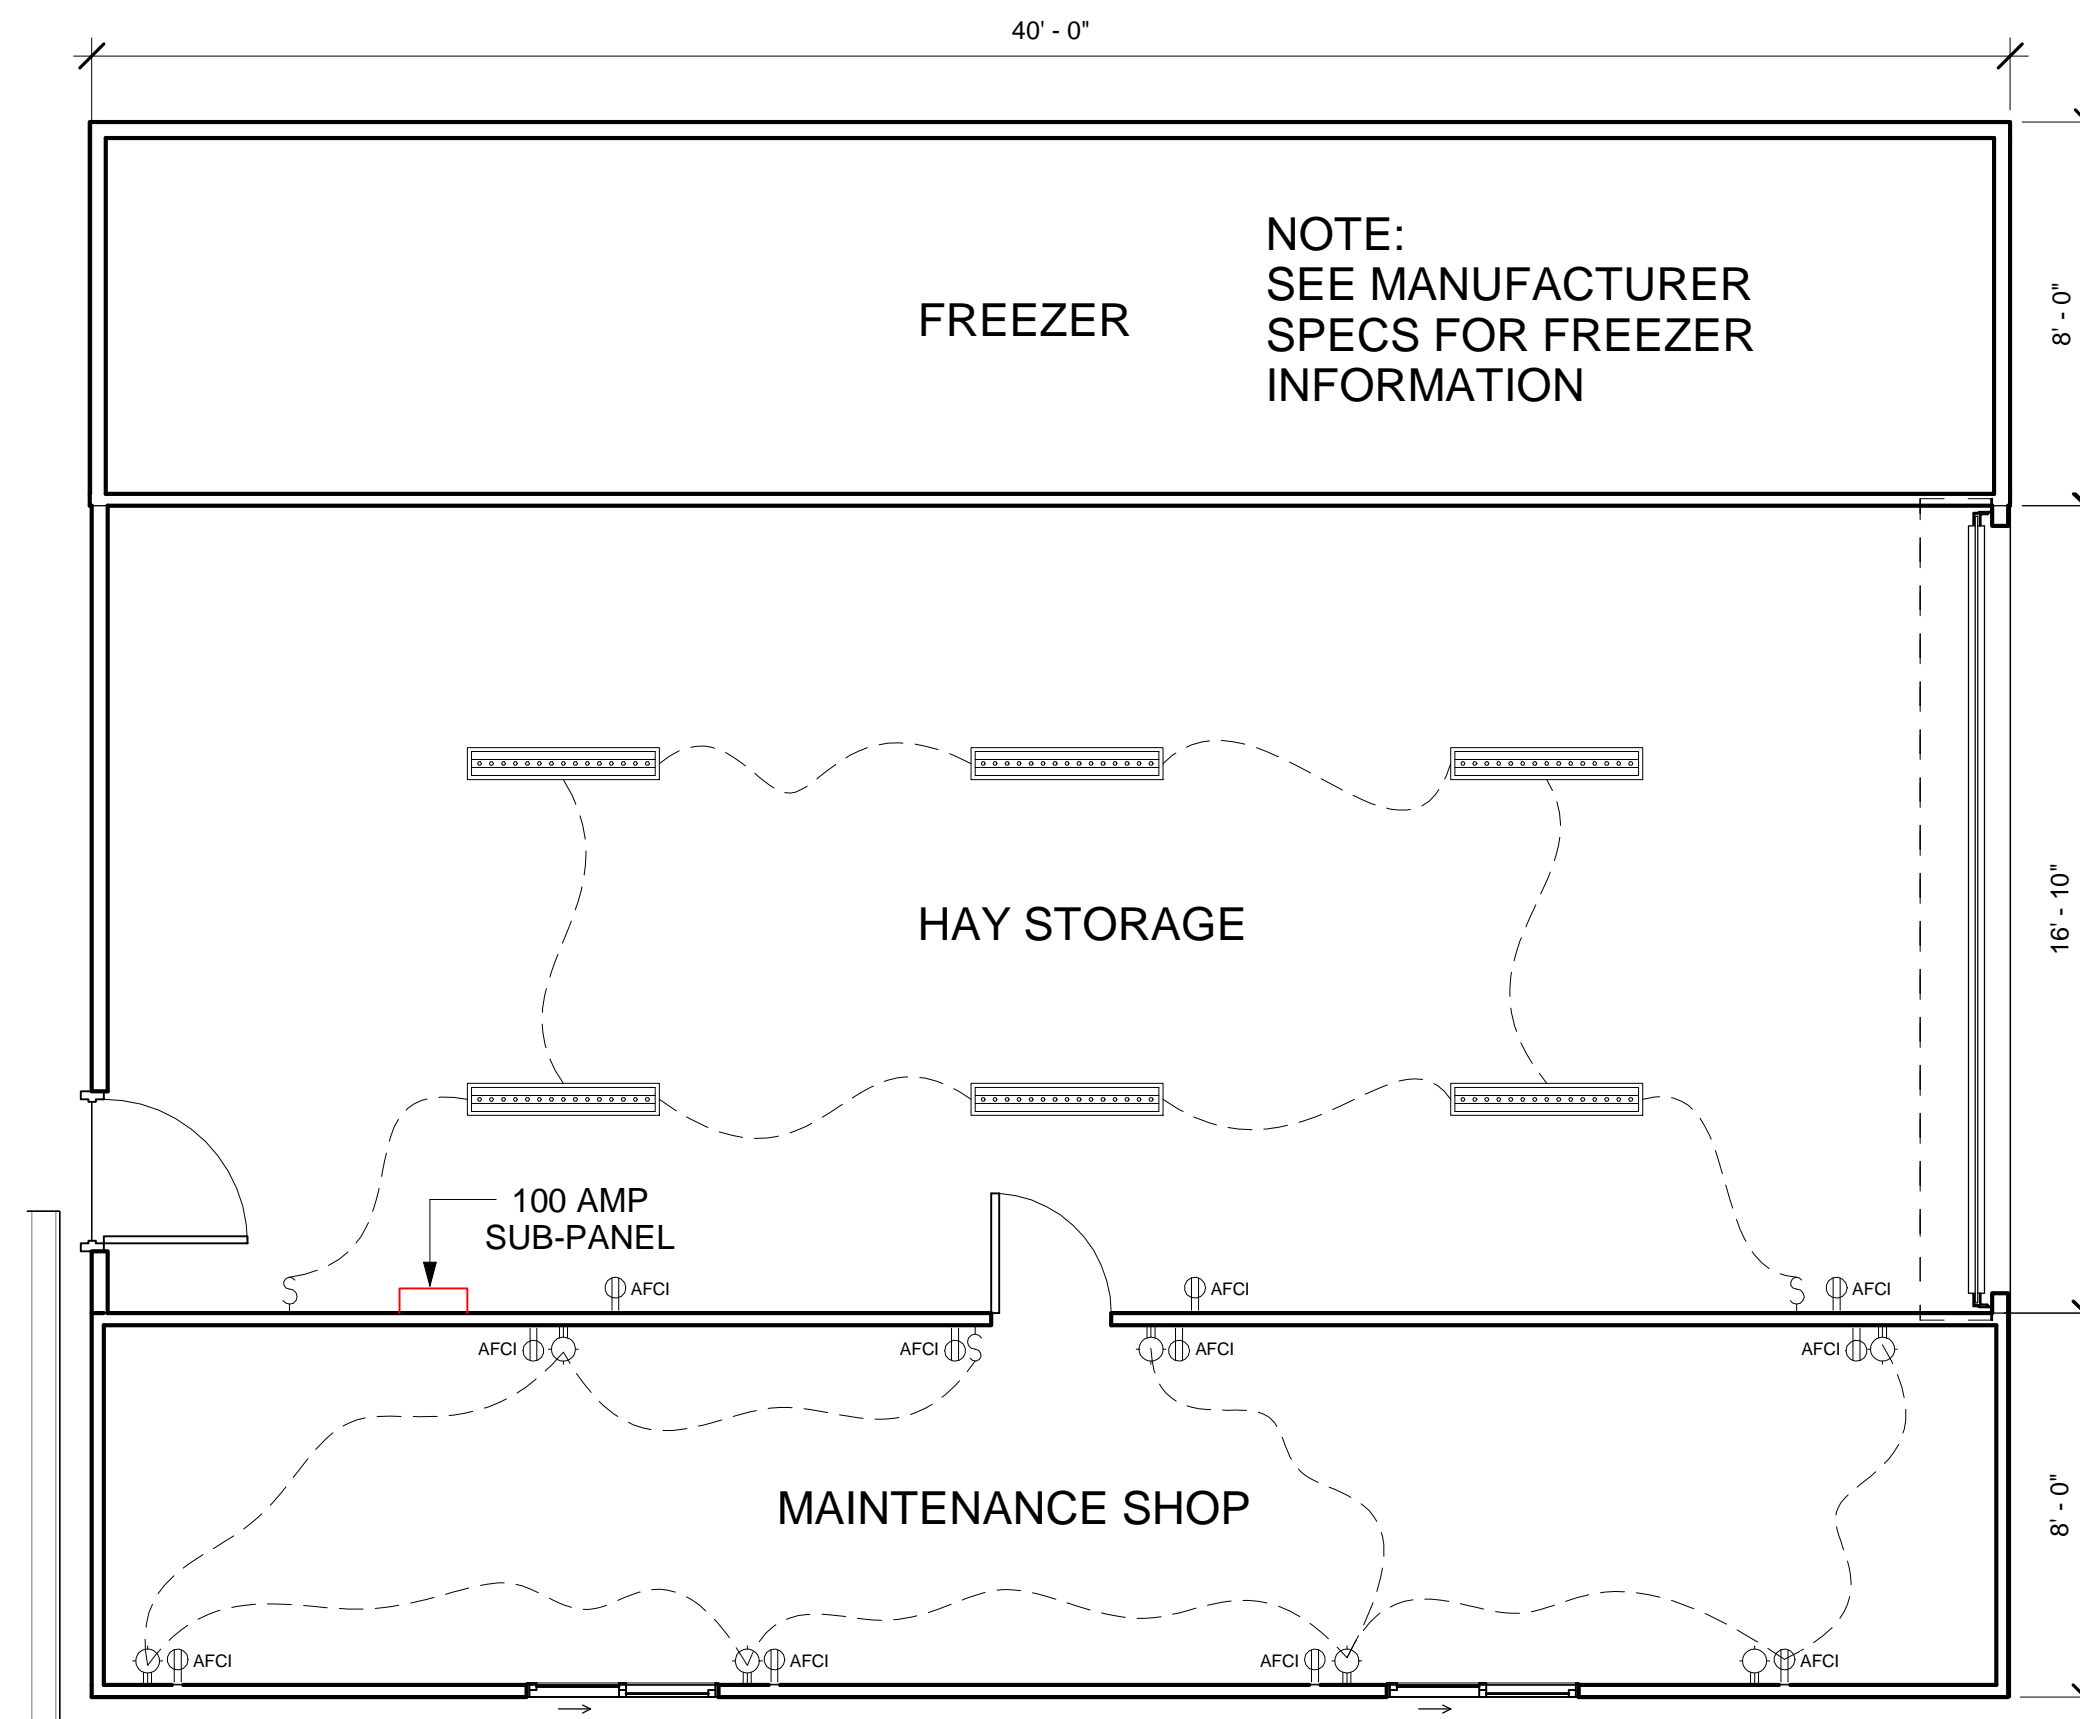 40' - 0"
NOTE:
SEE MANUFACTURER
SPECS FOR FREEZER
INFORMATION
FREEZER
8' - 0"
HAY STORAGE
16' - 10"
100 AMP
SUB-PANEL
AFCI
AFCI
AFCI
AFCI
AFCI
AFCI
AFCI
MAINTENANCE SHOP
8' - 0"
AFCI
AFCI
AFCI
AFCI